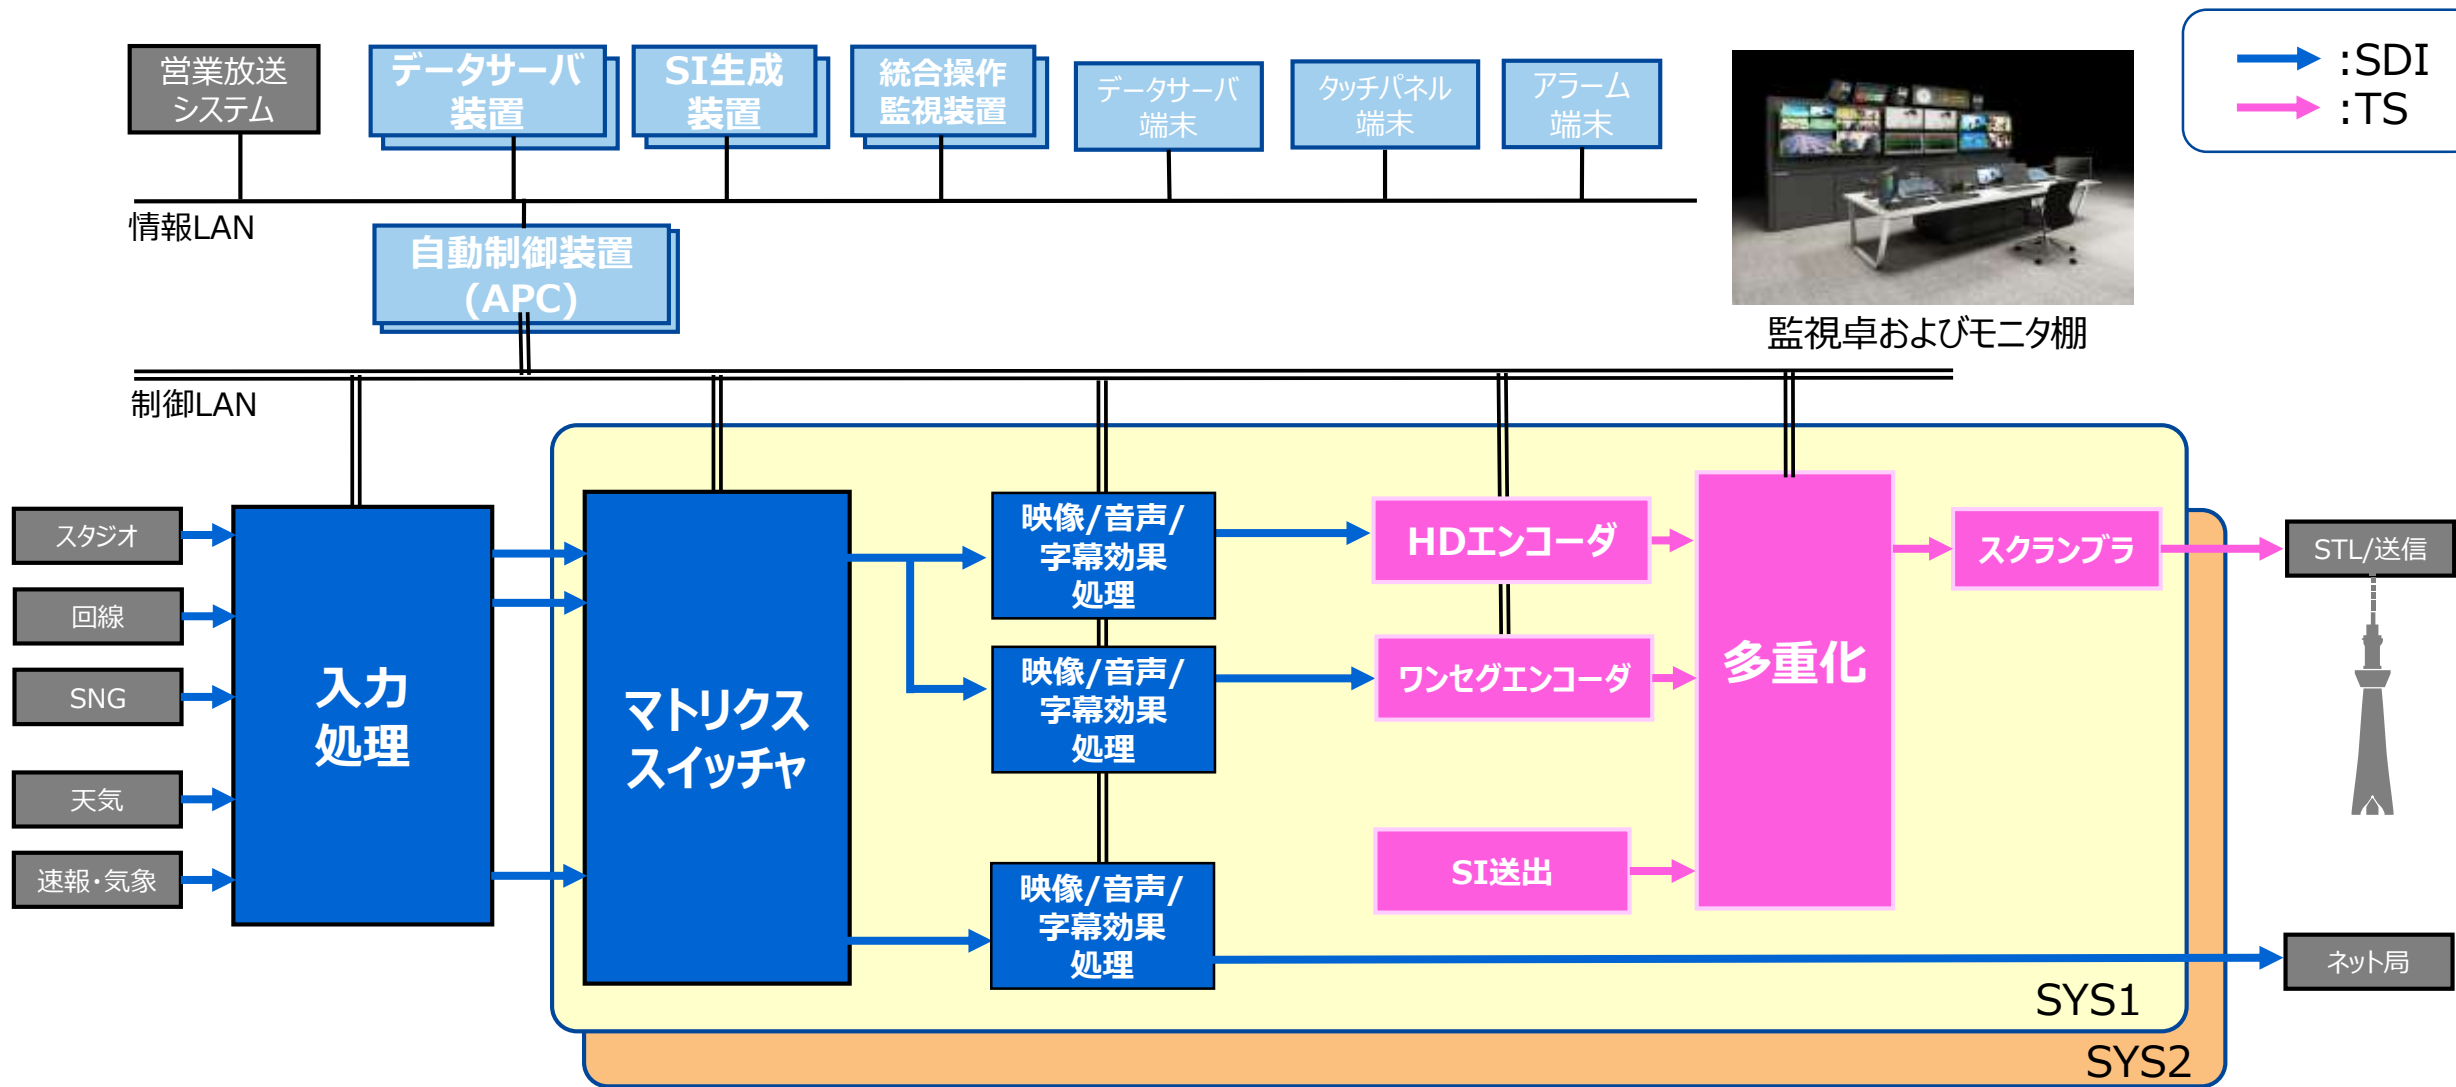 営業放送
システム
データサーバ
装置
SI生成
装置
統合操作
監視装置
データサーバ
端末
タッチパネル
端末
アラーム
端末
:SDI
:TS
情報LAN
自動制御装置
(APC)
監視卓およびモニタ棚
制御LAN
スタジオ
回線
SNG
天気
速報・気象
入力
処理
マトリクス
スイッチャ
映像/音声/
字幕効果
処理
映像/音声/
字幕効果
処理
映像/音声/
字幕効果
処理
HDエンコーダ
ワンセグエンコーダ
SI送出
多重化
スクランブラ
STL/送信
ネット局
SYS1
SYS2